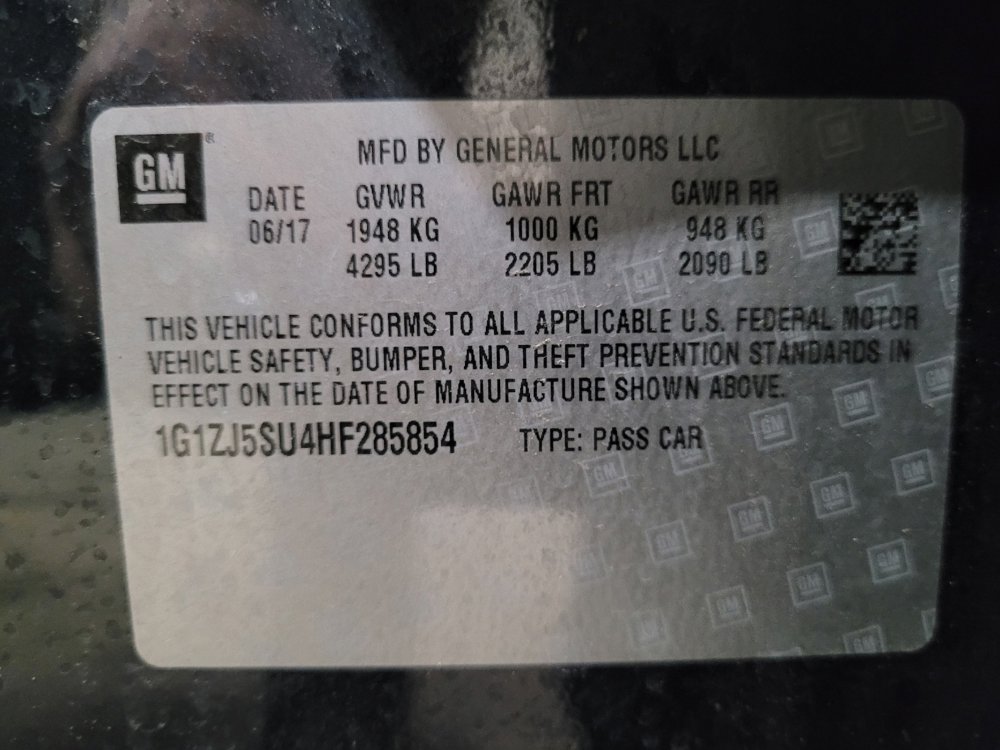 GM®
MFD BY GENERAL MOTORS LLC
DATE GVWR GAWR FRT GAWR RR
06/17 1948 KG 1000 KG 948 KG
4295 LB 2205 LB 2090 LB
THIS VEHICLE CONFORMS TO ALL APPLICABLE U.S. FEDERAL MOTOR
VEHICLE SAFETY, BUMPER, AND THEFT PREVENTION STANDARDS IN
EFFECT ON THE DATE OF MANUFACTURE SHOWN ABOVE.
1G1ZJ5SU4HF285854 TYPE: PASS CAR